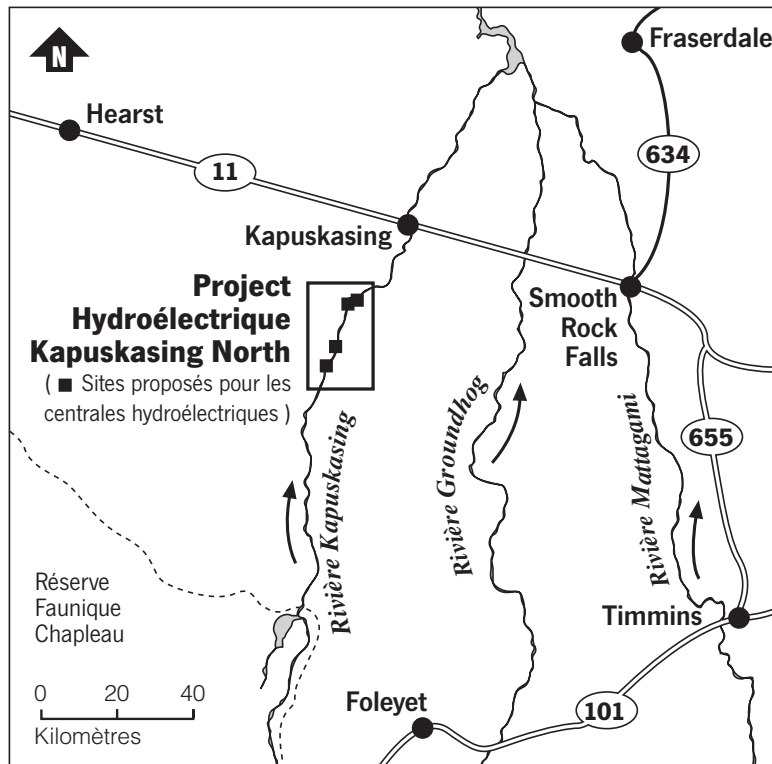 N
Fraserdale
Hearst
634
11
Kapuskasing
Project
Hydroélectrique
Kapuskasing North
( ■ Sites proposés pour les
centrales hydroélectriques )
Smooth
Rock
Falls
655
Rivière Kapuskasing
Rivière Groundhog
Rivière Mattagami
Réserve
Faunique
Chapleau
Timmins
0 20 40
Kilomètres
Foleyet
101